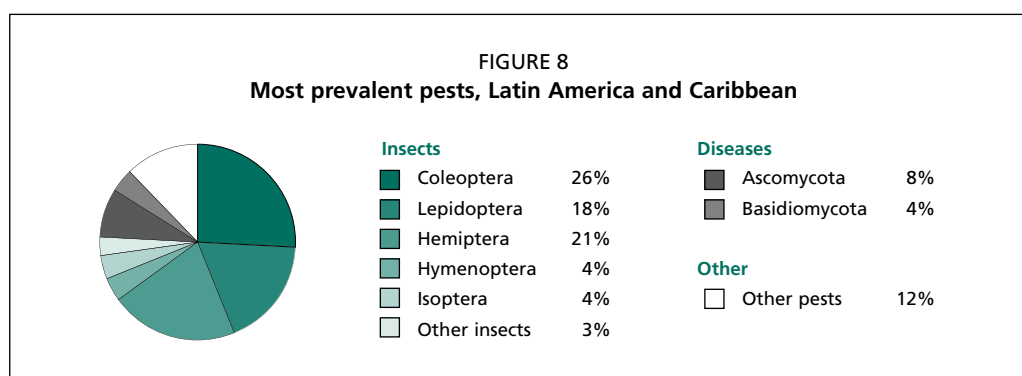 FIGURE 8
Most prevalent pests, Latin America and Caribbean
Insects
Coleoptera 26%
Lepidoptera 18%
Hemiptera 21%
Hymenoptera 4%
Isoptera 4%
Other insects 3%
Diseases
Ascomycota 8%
Basidiomycota 4%
Other
Other pests 12%